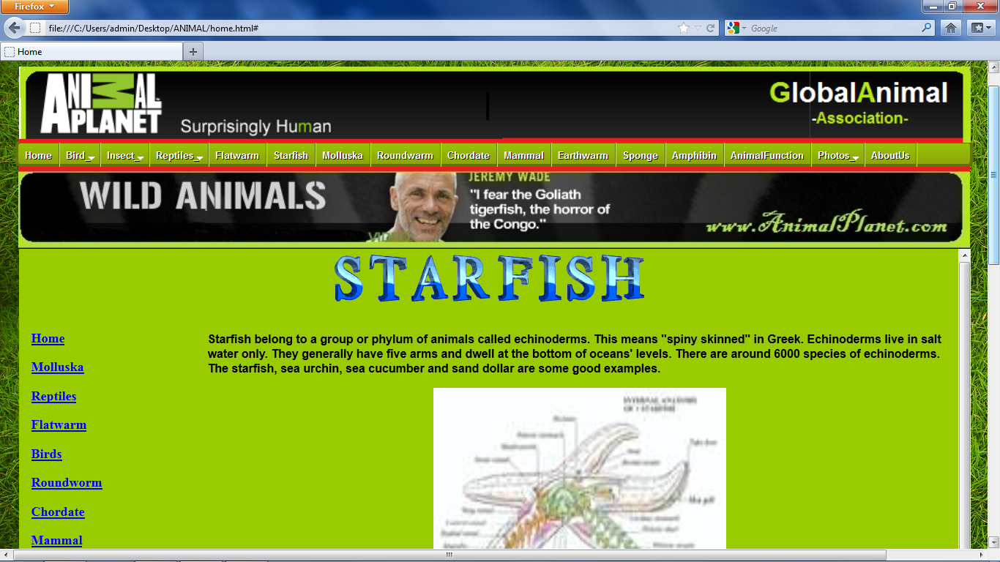 Firefox
file:///C:/Users/admin/Desktop/ANIMAL/home.html#
Google
Home
ANIMAL PLANET
Surprisingly Human
GlobalAnimal
-Association-
Home Bird Insect Reptiles Flatwarm Starfish Molluska Roundwarm Chordate Mammal Earthwarm Sponge Amphibin AnimalFunction Photos AboutUs
WILD ANIMALS
JEREMY WADE
"I fear the Goliath
tigerfish, the horror of
the Congo."
www.AnimalPlanet.com
STARFISH
Home
Molluska
Reptiles
Flatwarm
Birds
Roundworm
Chordate
Mammal
Starfish belong to a group or phylum of animals called echinoderms. This means "spiny skinned" in Greek. Echinoderms live in salt
water only. They generally have five arms and dwell at the bottom of oceans' levels. There are around 6000 species of echinoderms.
The starfish, sea urchin, sea cucumber and sand dollar are some good examples.
INTERNAL ANATOMY
OF A STARFISH